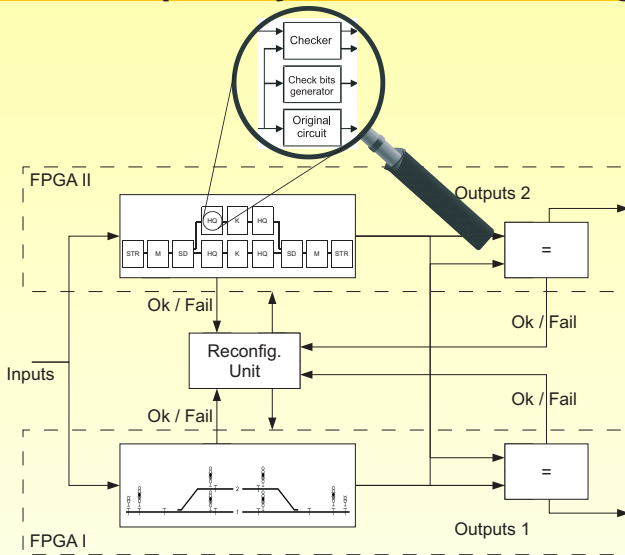 Checker
Check bits
generator
Original
circuit
FPGA II
Outputs 2
HQ K HQ
STR M SD HQ K HQ SD M STR
=
Ok / Fail
Ok / Fail
Reconfig.
Unit
Inputs
Ok / Fail
Ok / Fail
2
1
=
FPGA I
Outputs 1